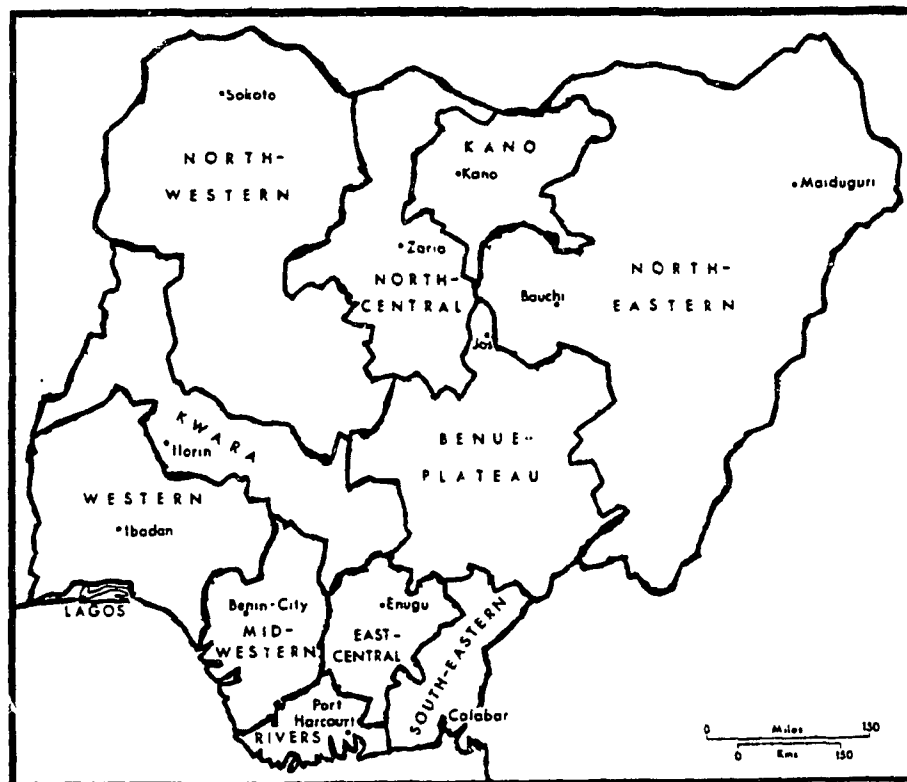 Sokoto
NORTH-
WESTERN
KANO
Kano
Maiduguri
Zaria
NORTH-
CENTRAL
NORTH-
EASTERN
Bauchi
Jos
KWARA
Ilorin
BENUE-
PLATEAU
WESTERN
Ibadan
LAGOS
Benin-City
MID-
WESTERN
Enugu
EAST-
CENTRAL
SOUTH-EASTERN
Port
Harcourt
RIVERS
Calabar
0 Miles 150
0 Kms 150